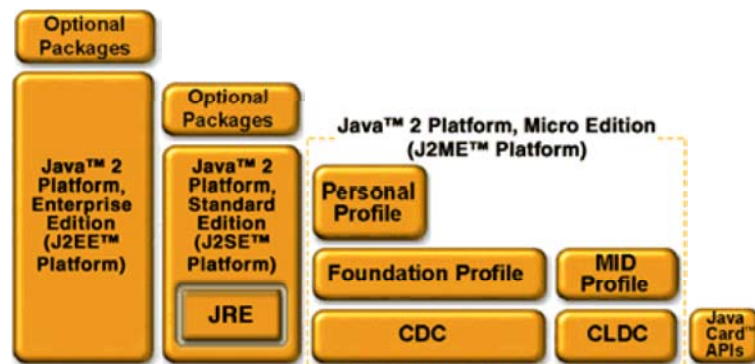 Optional
Packages
Java™ 2
Platform,
Enterprise
Edition
(J2EE™
Platform)
Optional
Packages
Java™ 2
Platform,
Standard
Edition
(J2SE™
Platform)
JRE
Java™ 2 Platform, Micro Edition
(J2ME™ Platform)
Personal
Profile
Foundation Profile
MID
Profile
CDC
CLDC
Java
Card™
APIs